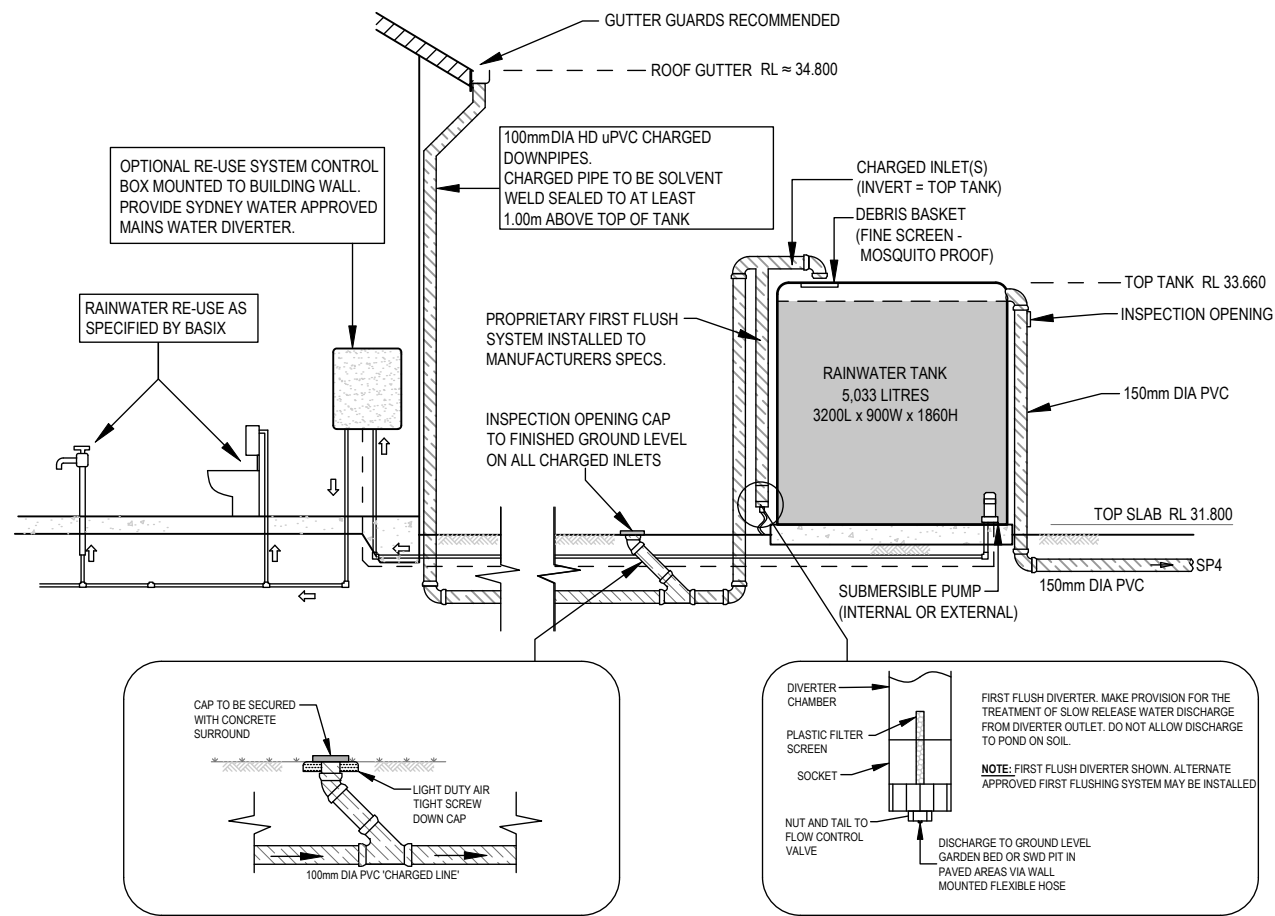 GUTTER GUARDS RECOMMENDED
ROOF GUTTER RL ≈ 34.800
OPTIONAL RE-USE SYSTEM CONTROL
BOX MOUNTED TO BUILDING WALL.
PROVIDE SYDNEY WATER APPROVED
MAINS WATER DIVERTER.
100mm DIA HD uPVC CHARGED
DOWNPIPES.
CHARGED PIPE TO BE SOLVENT
WELD SEALED TO AT LEAST
1.00m ABOVE TOP OF TANK
CHARGED INLET(S)
(INVERT = TOP TANK)
DEBRIS BASKET
(FINE SCREEN -
MOSQUITO PROOF)
TOP TANK RL 33.660
INSPECTION OPENING
RAINWATER RE-USE AS
SPECIFIED BY BASIX
PROPRIETARY FIRST FLUSH
SYSTEM INSTALLED TO
MANUFACTURERS SPECS.
RAINWATER TANK
5,033 LITRES
3200L x 900W x 1860H
150mm DIA PVC
INSPECTION OPENING CAP
TO FINISHED GROUND LEVEL
ON ALL CHARGED INLETS
TOP SLAB RL 31.800
SP4
150mm DIA PVC
SUBMERSIBLE PUMP
(INTERNAL OR EXTERNAL)
CAP TO BE SECURED
WITH CONCRETE
SURROUND
LIGHT DUTY AIR
TIGHT SCREW
DOWN CAP
100mm DIA PVC 'CHARGED LINE'
DIVERTER
CHAMBER
PLASTIC FILTER
SCREEN
SOCKET
NUT AND TAIL TO
FLOW CONTROL
VALVE
DISCHARGE TO GROUND LEVEL
GARDEN BED OR SWD PIT IN
PAVED AREAS VIA WALL
MOUNTED FLEXIBLE HOSE
FIRST FLUSH DIVERTER. MAKE PROVISION FOR THE
TREATMENT OF SLOW RELEASE WATER DISCHARGE
FROM DIVERTER OUTLET. DO NOT ALLOW DISCHARGE
TO POND ON SOIL.
NOTE: FIRST FLUSH DIVERTER SHOWN. ALTERNATE
APPROVED FIRST FLUSHING SYSTEM MAY BE INSTALLED